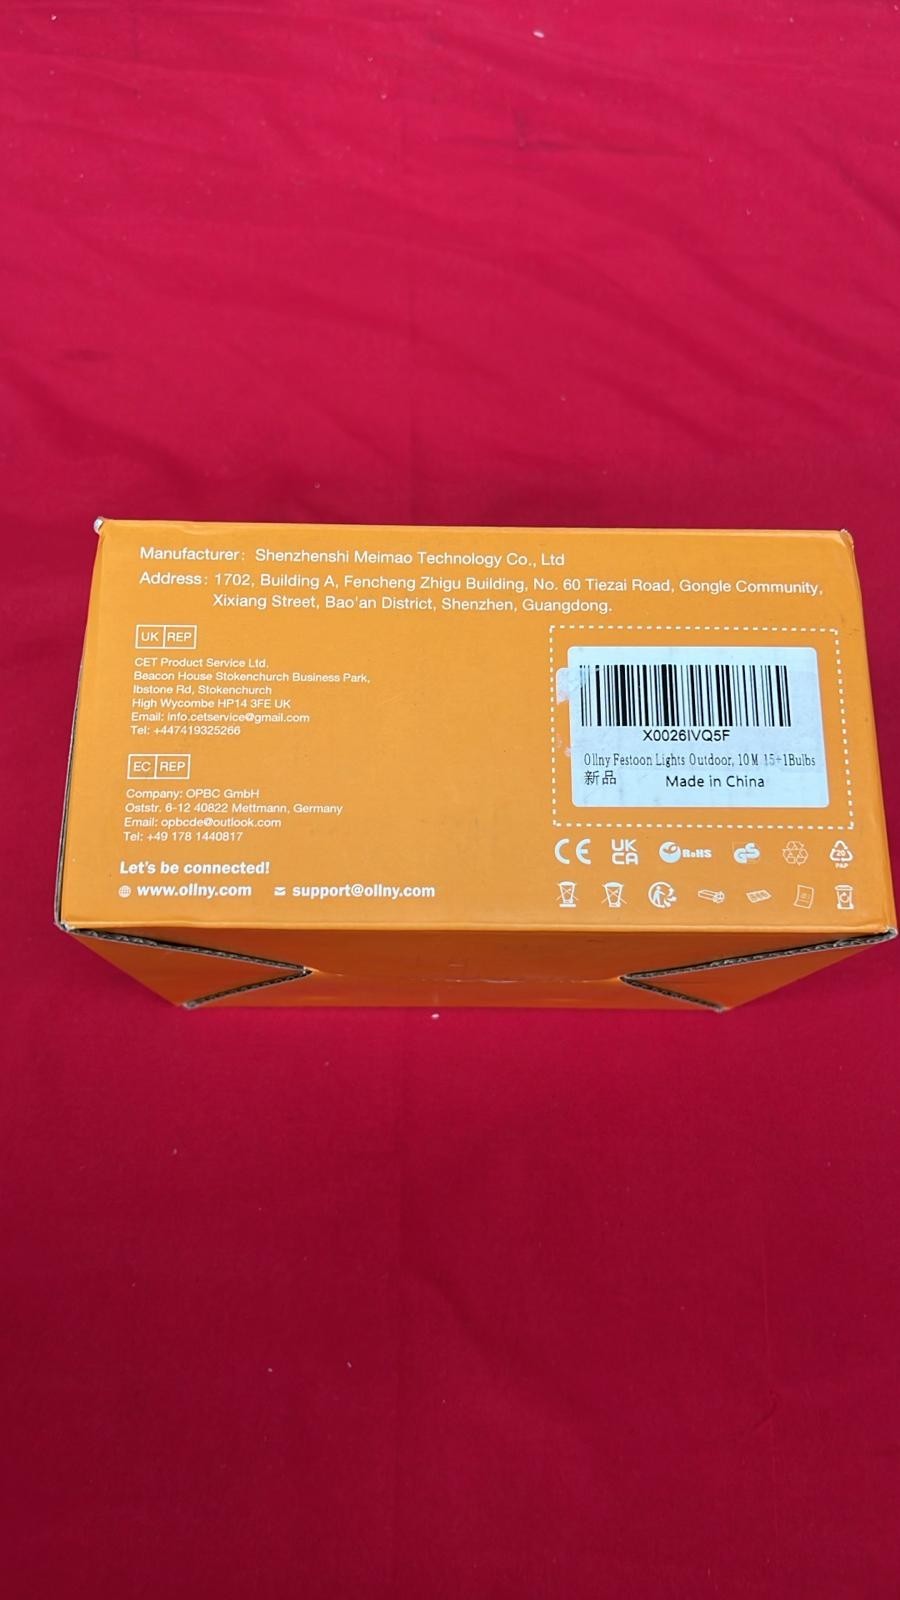 Manufacturer: Shenzhenshi Meimao Technology Co., Ltd
Address: 1702, Building A, Fencheng Zhigu Building, No. 60 Tiezai Road, Gongle Community,
Xixiang Street, Bao'an District, Shenzhen, Guangdong.
UK REP
CET Product Service Ltd.
Beacon House Stokenchurch Business Park,
Ibstone Rd, Stokenchurch
High Wycombe HP14 3FE UK
Email: info.cetservice@gmail.com
Tel: +447419325266
EC REP
Company: OPBC GmbH
Oststr. 6-12 40822 Mettmann, Germany
Email: opbcde@outlook.com
Tel: +49 178 1440817
Let's be connected!
www.ollny.com support@ollny.com
X0026IVQ5F
Ollny Festoon Lights Outdoor, 10M 15+1Bulbs
新品 Made in China
CE UK CA RoHS GS 20 PAP